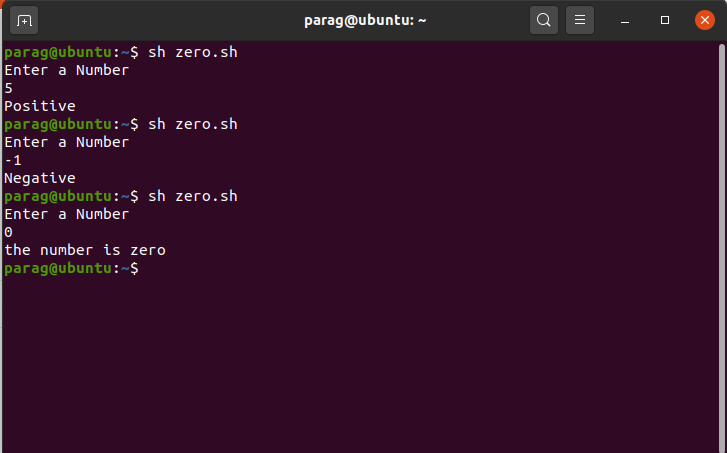 parag@ubuntu: ~
parag@ubuntu:~$ sh zero.sh
Enter a Number
5
Positive
parag@ubuntu:~$ sh zero.sh
Enter a Number
-1
Negative
parag@ubuntu:~$ sh zero.sh
Enter a Number
0
the number is zero
parag@ubuntu:~$